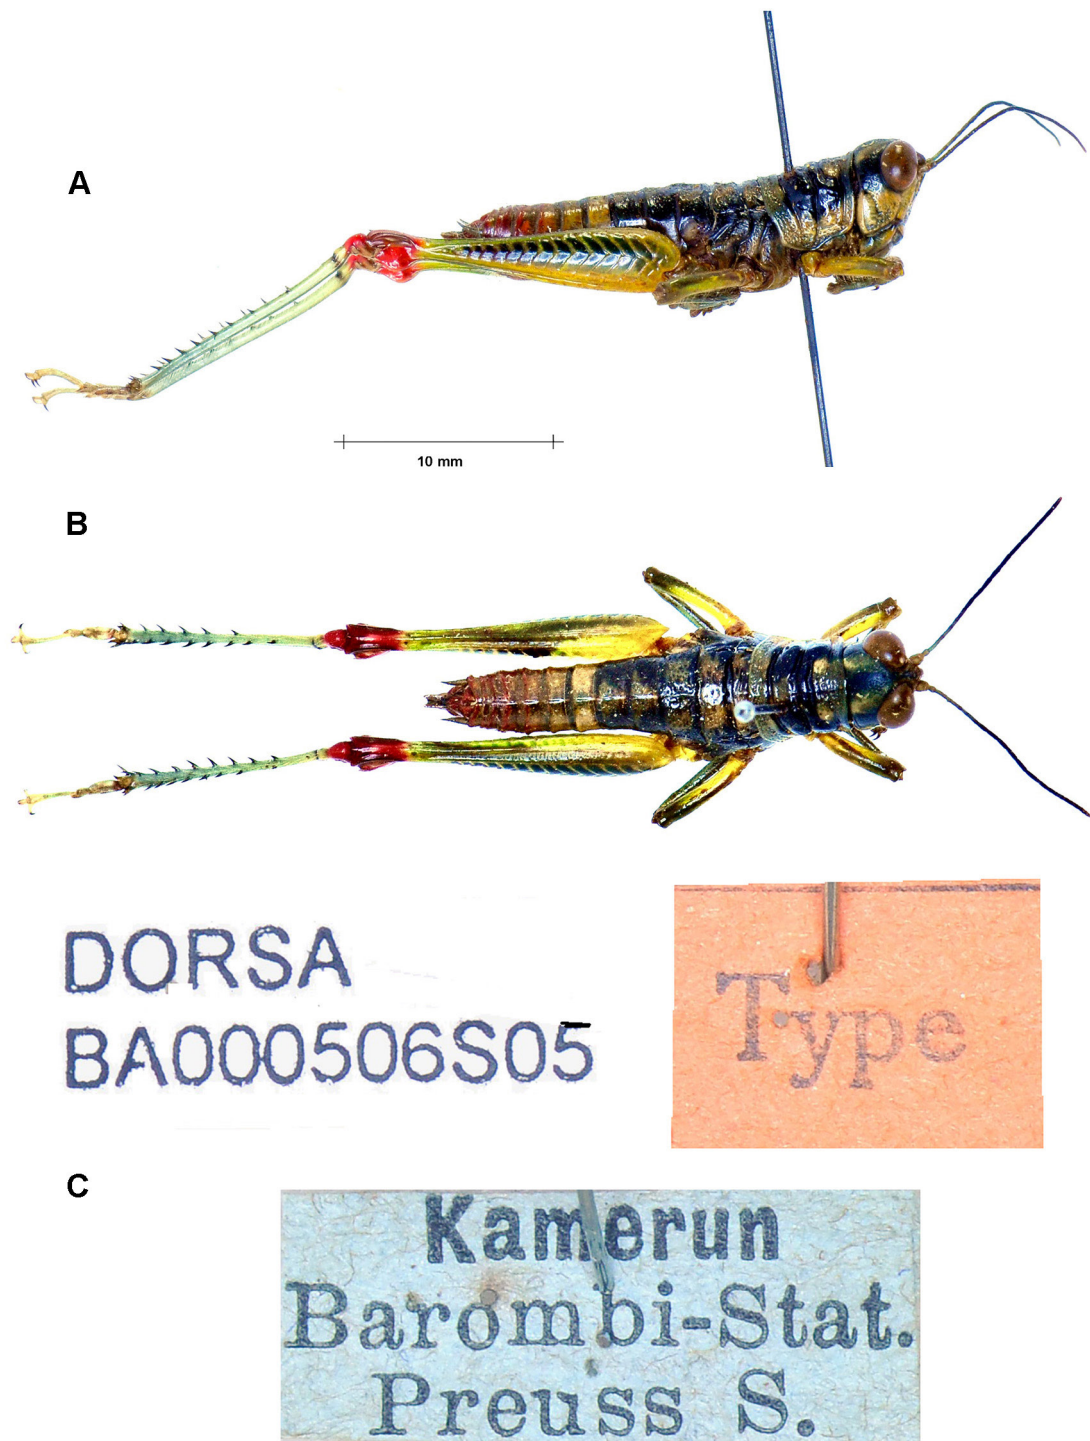 A
10 mm
B
DORSA
BA000506S05
Type
C
Kamerun
Barombi-Stat.
Preuss S.